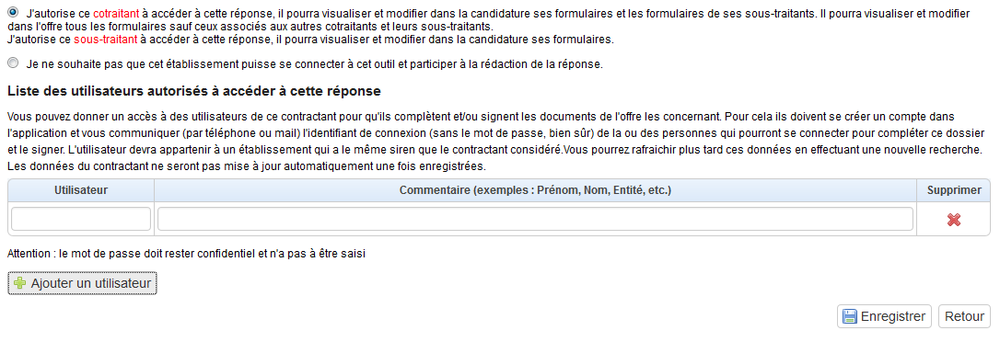 J'autorise ce cotraitant à accéder à cette réponse, il pourra visualiser et modifier dans la candidature ses formulaires et les formulaires de ses sous-traitants. Il pourra visualiser et modifier
dans l'offre tous les formulaires sauf ceux associés aux autres cotraitants et leurs sous-traitants.
J'autorise ce sous-traitant à accéder à cette réponse, il pourra visualiser et modifier dans la candidature ses formulaires.
Je ne souhaite pas que cet établissement puisse se connecter à cet outil et participer à la rédaction de la réponse.
Liste des utilisateurs autorisés à accéder à cette réponse
Vous pouvez donner un accès à des utilisateurs de ce contractant pour qu'ils complètent et/ou signent les documents de l'offre les concernant. Pour cela ils doivent se créer un compte dans
l'application et vous communiquer (par téléphone ou mail) l'identifiant de connexion (sans le mot de passe, bien sûr) de la ou des personnes qui pourront se connecter pour compléter ce dossier
et le signer. L'utilisateur devra appartenir à un établissement qui a le même siren que le contractant considéré.Vous pourrez rafraichir plus tard ces données en effectuant une nouvelle recherche.
Les données du contractant ne seront pas mise à jour automatiquement une fois enregistrées.
Utilisateur Commentaire (exemples : Prénom, Nom, Entité, etc.) Supprimer
Attention : le mot de passe doit rester confidentiel et n'a pas à être saisi
Ajouter un utilisateur
Enregistrer Retour